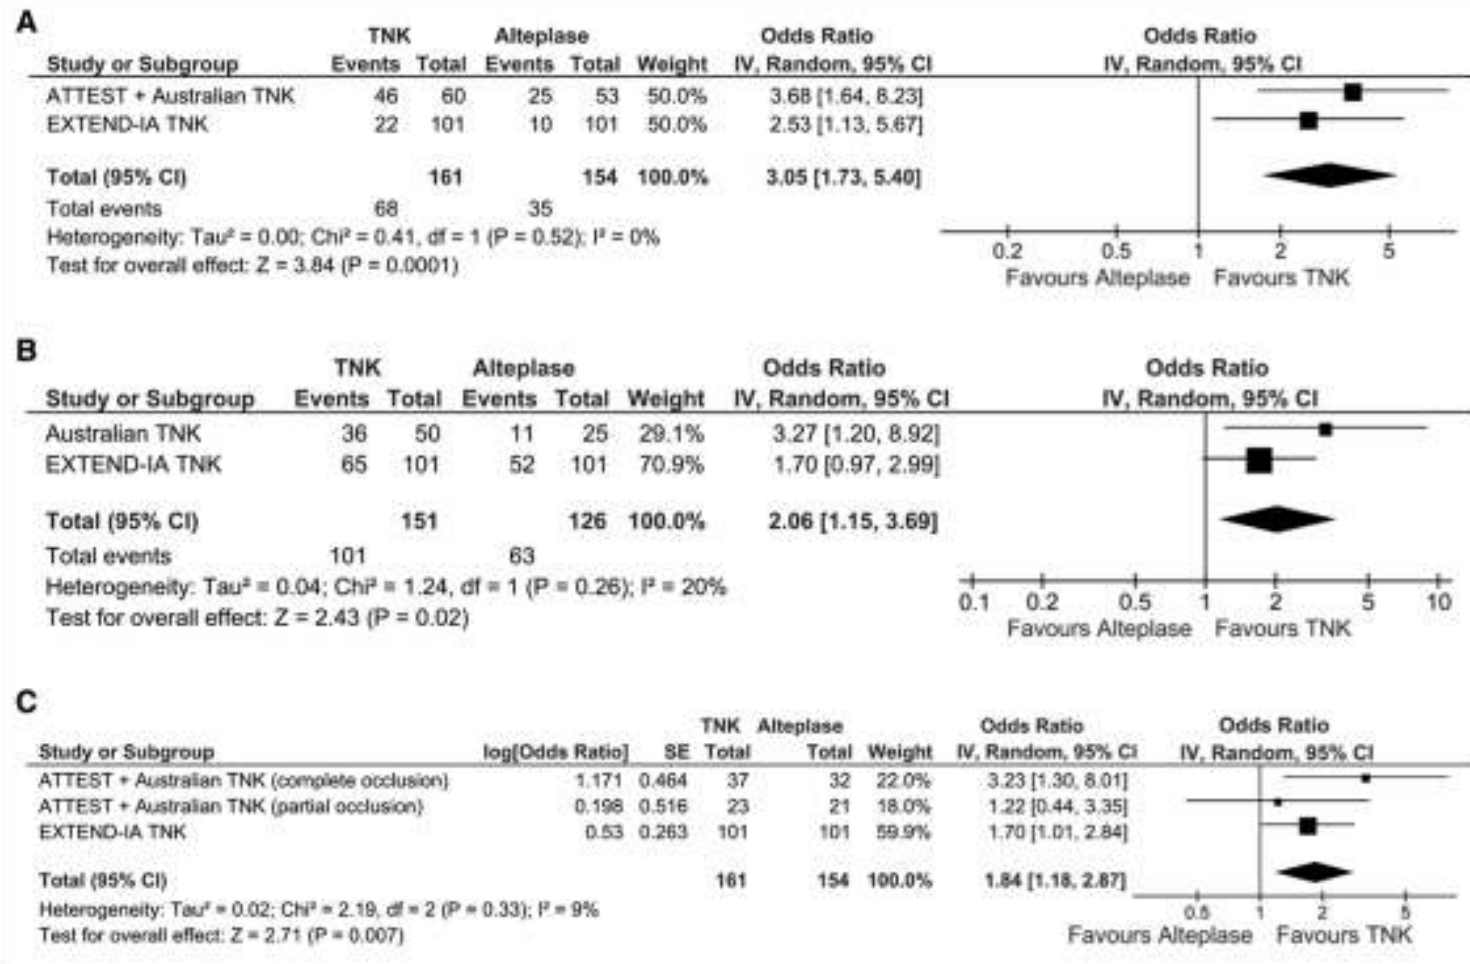 A
TNK Alteplase Odds Ratio Odds Ratio
Study or Subgroup Events Total Events Total Weight IV, Random, 95% CI IV, Random, 95% CI
ATTEST + Australian TNK 46 60 25 53 50.0% 3.68 [1.64, 8.23]
EXTEND-IA TNK 22 101 10 101 50.0% 2.53 [1.13, 5.67]
Total (95% CI) 161 154 100.0% 3.05 [1.73, 5.40]
Total events 68 35
Heterogeneity: Tau² = 0.00; Chi² = 0.41, df = 1 (P = 0.52); I² = 0%
Test for overall effect: Z = 3.84 (P = 0.0001)
0.2 0.5 1 2 5
Favours Alteplase Favours TNK
B
TNK Alteplase Odds Ratio Odds Ratio
Study or Subgroup Events Total Events Total Weight IV, Random, 95% CI IV, Random, 95% CI
Australian TNK 36 50 11 25 29.1% 3.27 [1.20, 8.92]
EXTEND-IA TNK 65 101 52 101 70.9% 1.70 [0.97, 2.99]
Total (95% CI) 151 126 100.0% 2.06 [1.15, 3.69]
Total events 101 63
Heterogeneity: Tau² = 0.04; Chi² = 1.24, df = 1 (P = 0.26); I² = 20%
Test for overall effect: Z = 2.43 (P = 0.02)
0.1 0.2 0.5 1 2 5 10
Favours Alteplase Favours TNK
C
TNK Alteplase Odds Ratio Odds Ratio
Study or Subgroup log[Odds Ratio] SE Total Total Weight IV, Random, 95% CI IV, Random, 95% CI
ATTEST + Australian TNK (complete occlusion) 1.171 0.464 37 32 22.0% 3.23 [1.30, 8.01]
ATTEST + Australian TNK (partial occlusion) 0.198 0.516 23 21 18.0% 1.22 [0.44, 3.35]
EXTEND-IA TNK 0.53 0.263 101 101 59.9% 1.70 [1.01, 2.84]
Total (95% CI) 161 154 100.0% 1.84 [1.18, 2.87]
Heterogeneity: Tau² = 0.02; Chi² = 2.19, df = 2 (P = 0.33); I² = 9%
Test for overall effect: Z = 2.71 (P = 0.007)
0.5 1 2 5
Favours Alteplase Favours TNK